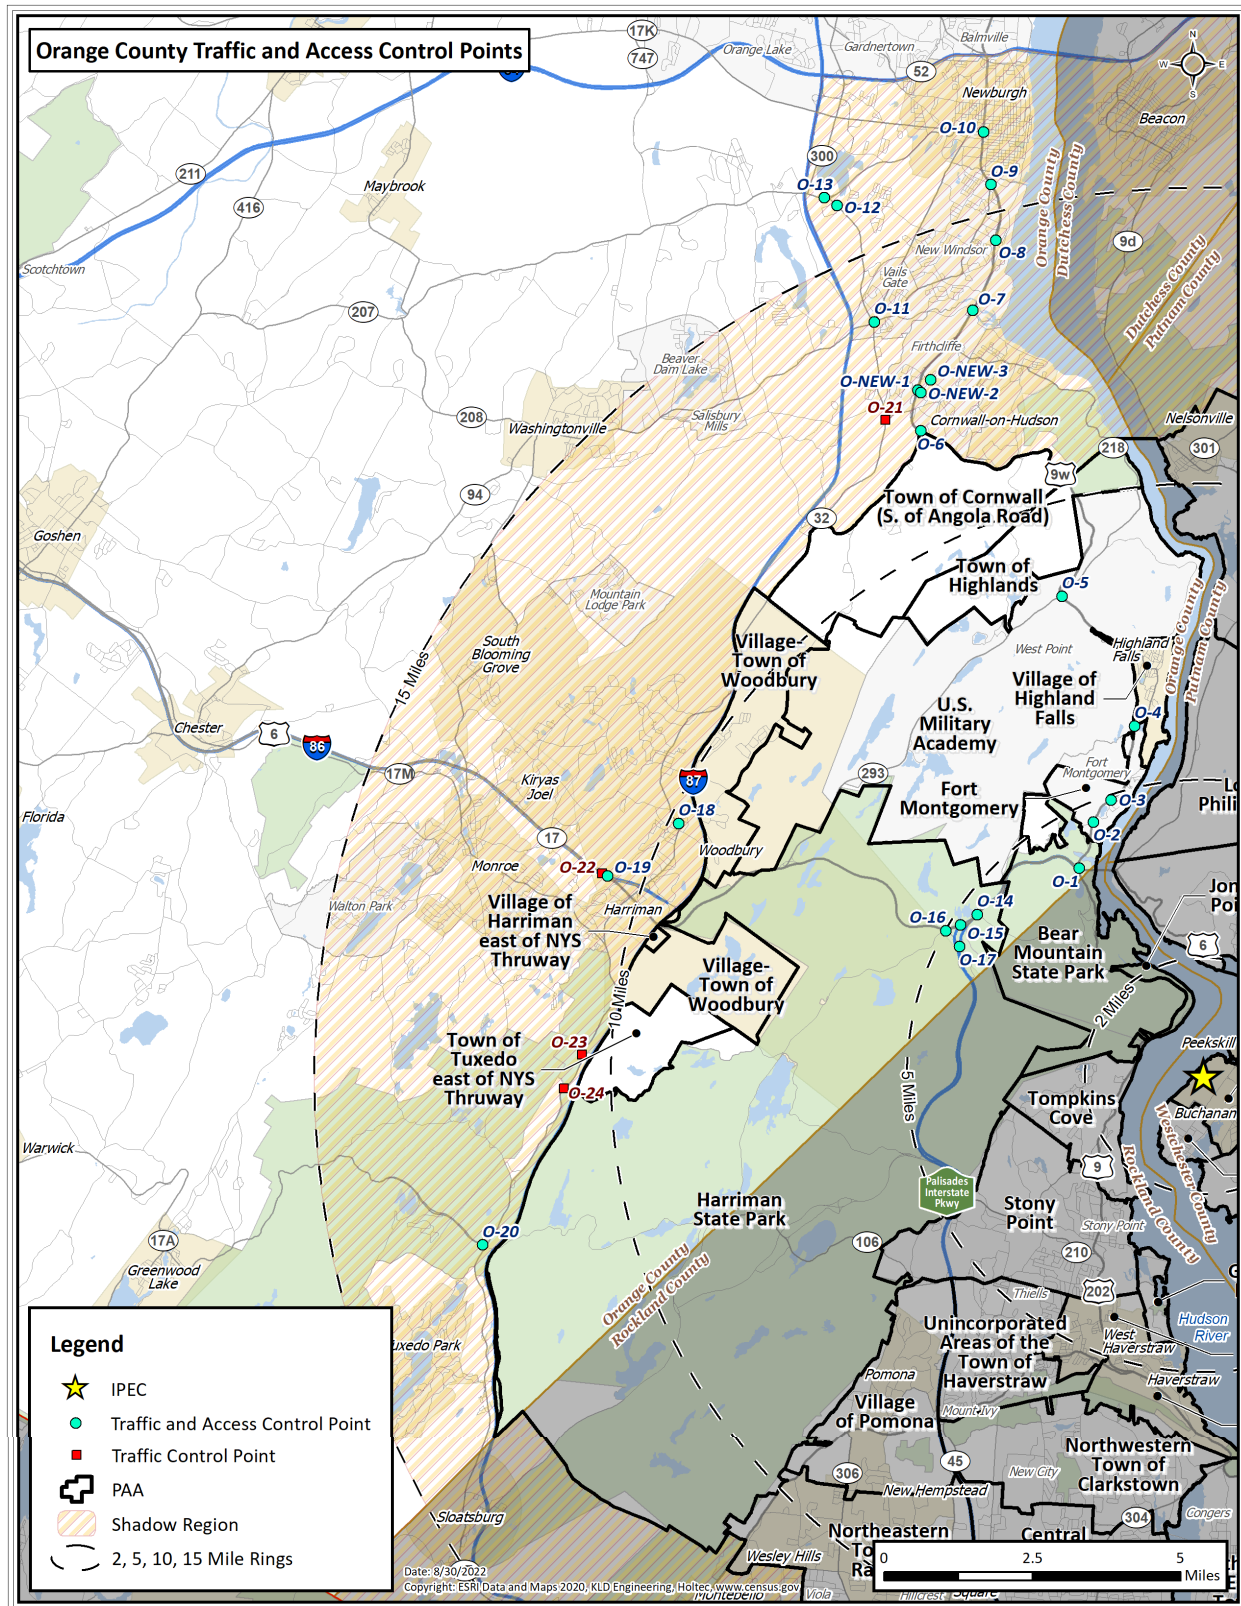 Orange County Traffic and Access Control Points
17K
747
Orange Lake
Gardnertown
Balmville
N
W
E
S
52
Newburgh
Beacon
O-10
211
300
O-9
Maybrook
O-13
416
O-12
Orange County
Dutchess County
9d
O-8
New Windsor
Scotchtown
Vails
Gate
Dutchess County
Putnam County
207
O-7
O-11
Firthcliffe
Beaver
Dam Lake
O-NEW-3
O-NEW-1
O-NEW-2
O-21
208
Salisbury
Mills
Washingtonville
Cornwall-on-Hudson
Nelsonville
O-6
218
301
9w
94
Town of Cornwall
(S. of Angola Road)
32
Goshen
Town of
Highlands
O-5
Mountain
Lodge Park
Orange County
Putnam County
South
Blooming
Grove
Village-
Town of
Woodbury
West Point
Highland
Falls
15 Miles
Village of
Highland
Falls
U.S.
Military
Academy
O-4
Chester
6
86
17M
Kiryas
Joel
87
293
Fort
Montgomery
Fort
Montgomery
O-3
Phili
Florida
O-18
O-2
17
Woodbury
Monroe
O-22
O-19
O-1
Jon
Poi
Walton Park
Village of
Harriman
east of NYS
Thruway
Harriman
O-14
O-16
O-15
O-17
Bear
Mountain
State Park
6
Village-
Town of
Woodbury
10 Miles
2 Miles
Town of
Tuxedo
east of NYS
Thruway
O-23
O-24
Peekskill
5 Miles
Tompkins
Cove
Buchanan
Warwick
Westchester County
Rockland County
9
Palisades
Interstate
Pkwy
Harriman
State Park
Stony
Point
Stony Point
O-20
17A
Greenwood
Lake
106
210
Orange County
Rockland County
Thiells
202
Hudson
River
Unincorporated
Areas of the
Town of
Haverstraw
West
Haverstraw
uxedo Park
Pomona
Haverstraw
Village
of Pomona
Mount Ivy
Northwestern
Town of
Clarkstown
45
306
New City
New Hempstead
Sloatsburg
304
Congers
Northeastern
Central
Wesley Hills
Montebello
Viola
Hillcrest
Square
Legend
IPEC
Traffic and Access Control Point
Traffic Control Point
PAA
Shadow Region
2, 5, 10, 15 Mile Rings
Date: 8/30/2022
Copyright: ESRI Data and Maps 2020, KLD Engineering, Holtec, www.census.gov
0
2.5
5
Miles